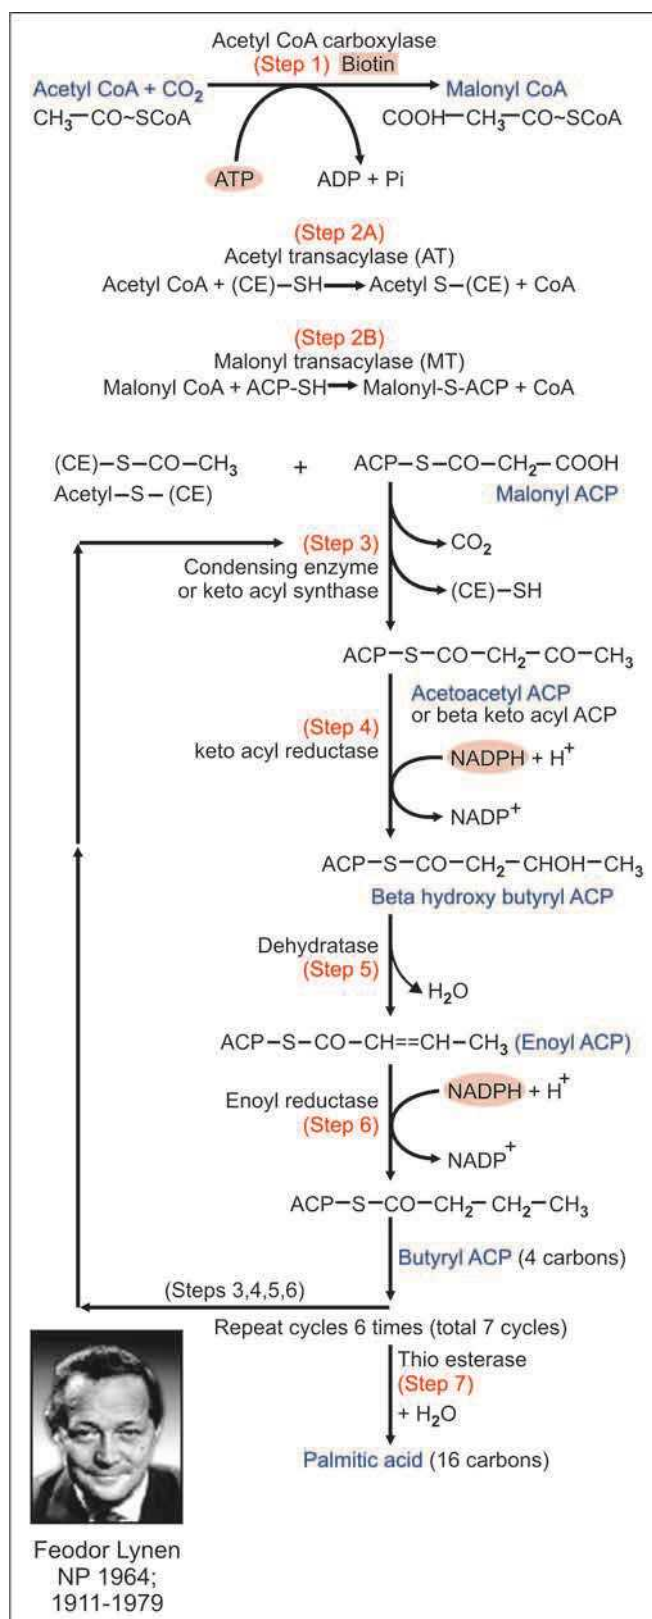 Acetyl CoA carboxylase
(Step 1) Biotin
Acetyl CoA + CO₂ Malonyl CoA
CH₃—CO~SCoA COOH—CH₃—CO~SCoA
ATP ADP + Pi
(Step 2A)
Acetyl transacylase (AT)
Acetyl CoA + (CE)—SH → Acetyl S—(CE) + CoA
(Step 2B)
Malonyl transacylase (MT)
Malonyl CoA + ACP-SH → Malonyl-S-ACP + CoA
(CE)—S—CO—CH₃ + ACP—S—CO—CH₂—COOH
Acetyl—S—(CE) Malonyl ACP
(Step 3) CO₂
Condensing enzyme
or keto acyl synthase (CE)—SH
ACP—S—CO—CH₂—CO—CH₃
Acetoacetyl ACP
or beta keto acyl ACP
(Step 4)
keto acyl reductase NADPH + H⁺
NADP⁺
ACP—S—CO—CH₂—CHOH—CH₃
Beta hydroxy butyryl ACP
Dehydratase
(Step 5)
H₂O
ACP—S—CO—CH==CH—CH₃ (Enoyl ACP)
Enoyl reductase NADPH + H⁺
(Step 6)
NADP⁺
ACP—S—CO—CH₂—CH₂—CH₃
Butyryl ACP (4 carbons)
(Steps 3,4,5,6)
Repeat cycles 6 times (total 7 cycles)
Thio esterase
(Step 7)
+ H₂O
Palmitic acid (16 carbons)
Feodor Lynen
NP 1964;
1911-1979